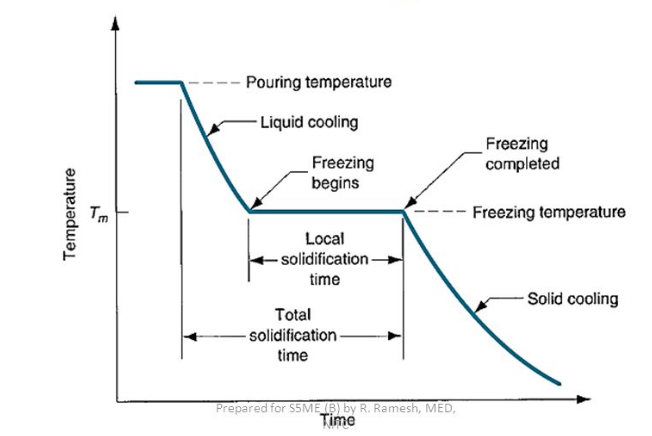 Pouring temperature
Liquid cooling
Freezing
completed
Freezing
begins
Temperature
Tm
Freezing temperature
Local
solidification
time
Solid cooling
Total
solidification
time
Prepared for S5ME (B) by R. Ramesh, MED,
Time